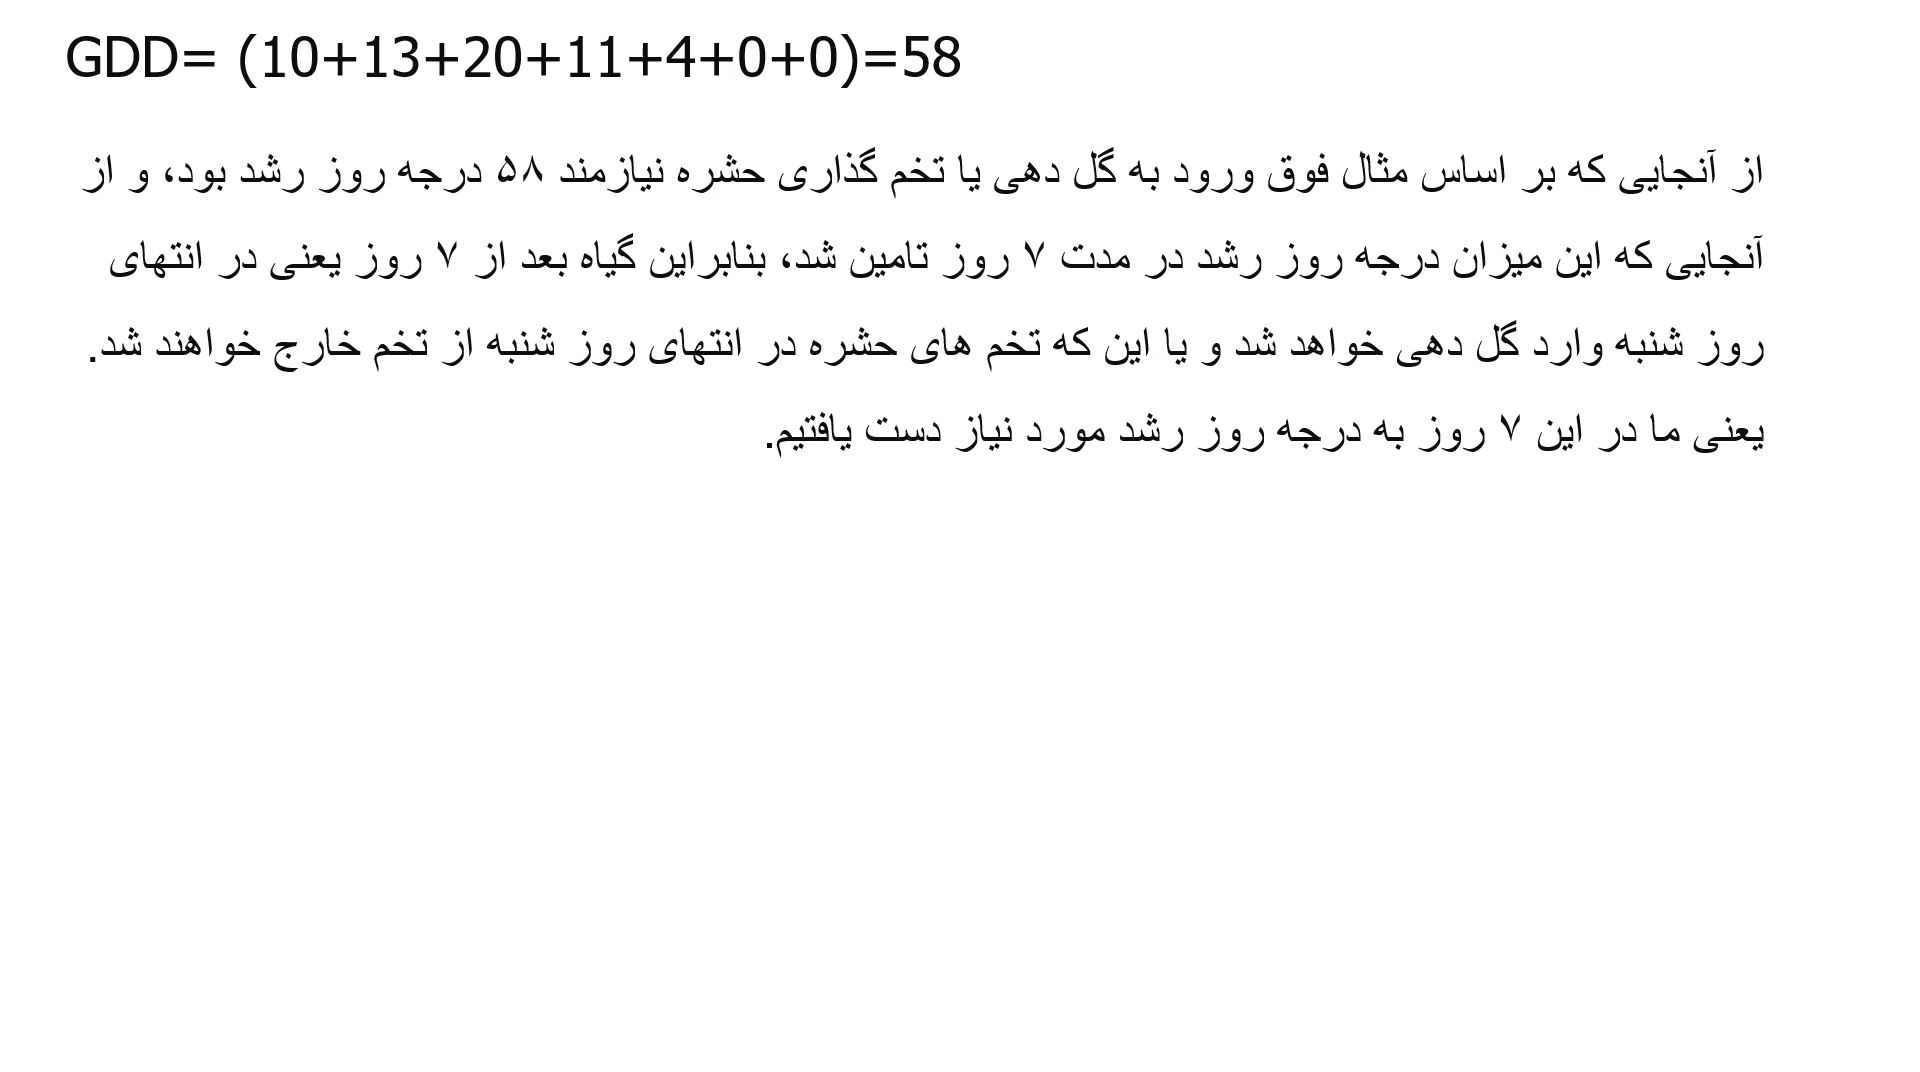 GDD= (10+13+20+11+4+0+0)=58
از آنجایی که بر اساس مثال فوق ورود به گل دهی یا تخم گذاری حشره نیازمند ۵۸ درجه روز رشد بود، و از
آنجایی که این میزان درجه روز رشد در مدت ۷ روز تامین شد، بنابراین گیاه بعد از ۷ روز یعنی در انتهای
روز شنبه وارد گل دهی خواهد شد و یا این که تخم های حشره در انتهای روز شنبه از تخم خارج خواهند شد.
یعنی ما در این ۷ روز به درجه روز رشد مورد نیاز دست یافتیم.